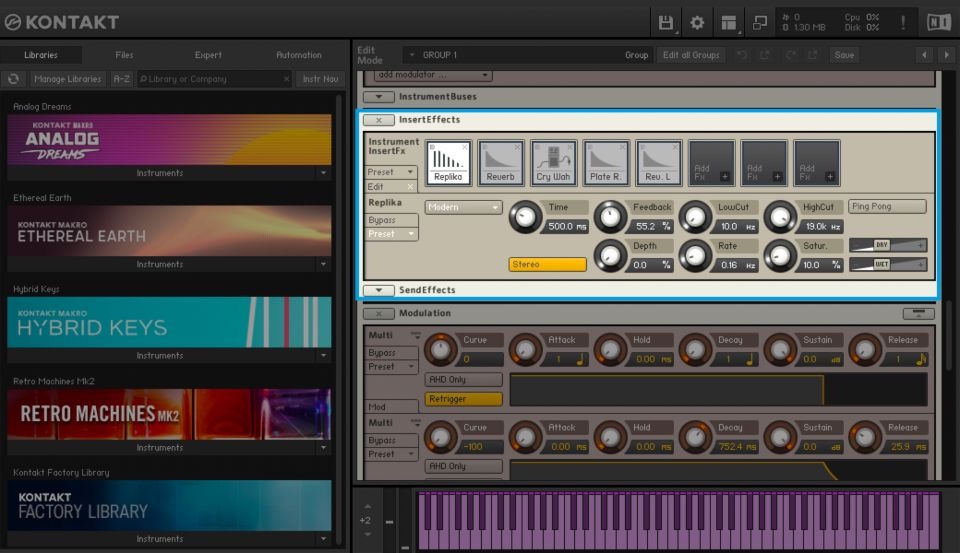 KONTAKT
0
1.30 MB
Cpu 0%
Disk 0%
!
NI
Libraries
Files
Expert
Automation
Manage Libraries
A-Z
Library or Company
×
Instr Nav
Analog Dreams
KONTAKT MAKRO
ANALOG
DREAMS
Instruments
Ethereal Earth
KONTAKT MAKRO
ETHEREAL EARTH
Instruments
Hybrid Keys
KONTAKT MAKRO
HYBRID KEYS
Instruments
Retro Machines Mk2
RETRO MACHINES MK2
Instruments
Kontakt Factory Library
KONTAKT
FACTORY LIBRARY
Instruments
Edit
Mode
GROUP 1
Group
Edit all Groups
Save
add modulator ...
InstrumentBuses
InsertEffects
Instrument
InsertFx
Preset
Edit ×
Replika
Reverb
Cry Wah
Plate R.
Rev. L
Add
Fx +
Add
Fx +
Add
Fx +
Replika
Bypass
Preset
Modern
Stereo
Time
500.0 ms
Feedback
55.2 %
LowCut
10.0 Hz
HighCut
19.0k Hz
Ping Pong
Depth
0.0 %
Rate
0.16 Hz
Satur.
10.0 %
- DRY +
- WET +
SendEffects
Modulation
Multi
Bypass
Preset
Mod
Curve
0
Attack
1
Hold
0.00 ms
Decay
1
Sustain
0.0 dB
Release
1
AHD Only
Retrigger
Multi
Bypass
Preset
Curve
-100
Attack
0.00 ms
Hold
0.00 ms
Decay
752.4 ms
Sustain
0.0 dB
Release
25.9 ms
AHD Only
+2